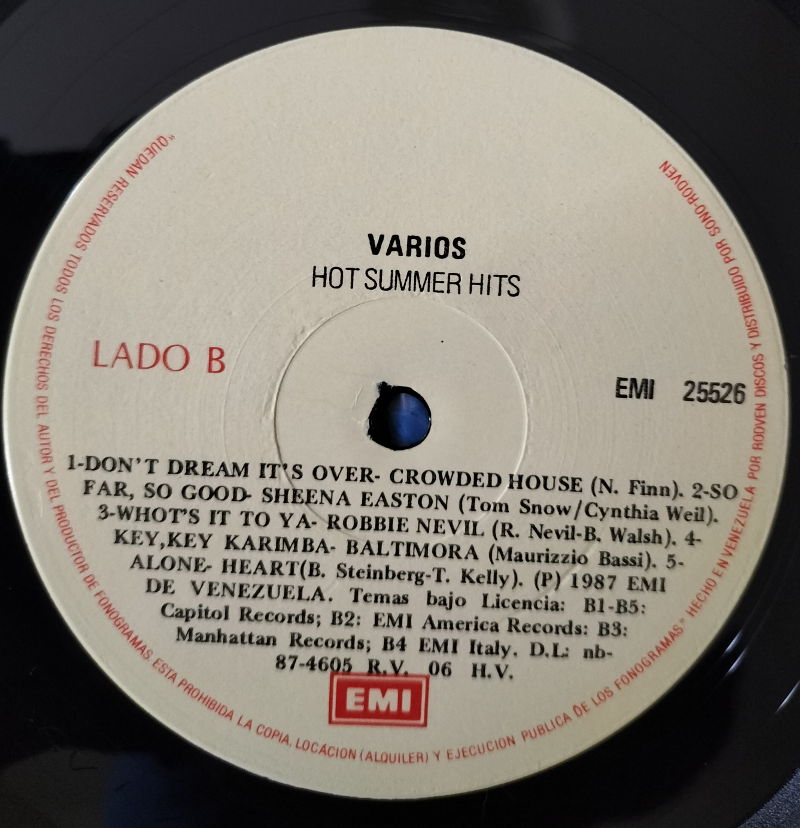 VARIOS
HOT SUMMER HITS
LADO B
EMI 25526
1-DON'T DREAM IT'S OVER- CROWDED HOUSE (N. Finn). 2-SO
FAR, SO GOOD- SHEENA EASTON (Tom Snow/Cynthia Weil).
3-WHOT'S IT TO YA- ROBBIE NEVIL (R. Nevil-B. Walsh). 4-
KEY,KEY KARIMBA- BALTIMORA (Maurizzio Bassi). 5-
ALONE- HEART(B. Steinberg-T. Kelly). (P) 1987 EMI
DE VENEZUELA. Temas bajo Licencia: B1-B5:
Capitol Records; B2: EMI America Records: B3:
Manhattan Records; B4 EMI Italy. D.L: nb-
87-4605 R.V. 06 H.V.
EMI
"QUEDAN RESERVADOS TODOS LOS DERECHOS DEL AUTOR Y DEL PRODUCTOR DE FONOGRAMAS. ESTA PROHIBIDA LA COPIA, LOCACION (ALQUILER) Y EJECUCION PUBLICA DE LOS FONOGRAMAS." HECHO EN VENEZUELA POR RODVEN DISCOS Y DISTRIBUIDO POR SONO-RODVEN